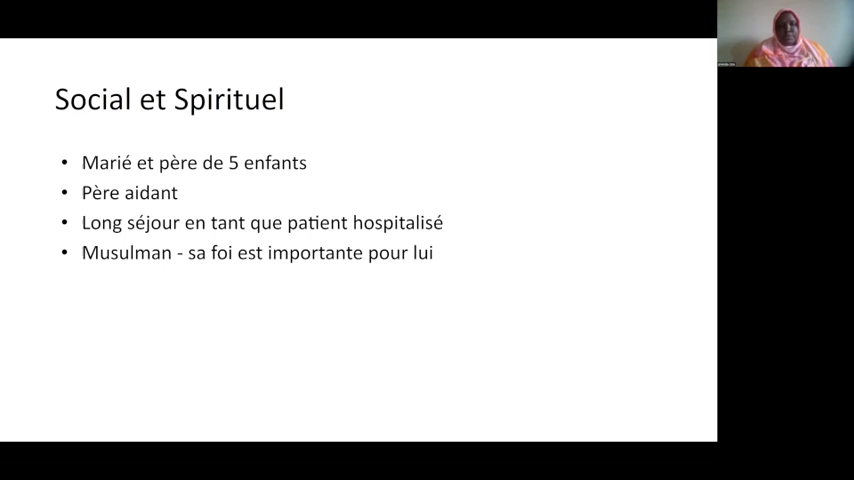 Social et Spirituel
• Marié et père de 5 enfants
• Père aidant
• Long séjour en tant que patient hospitalisé
• Musulman - sa foi est importante pour lui